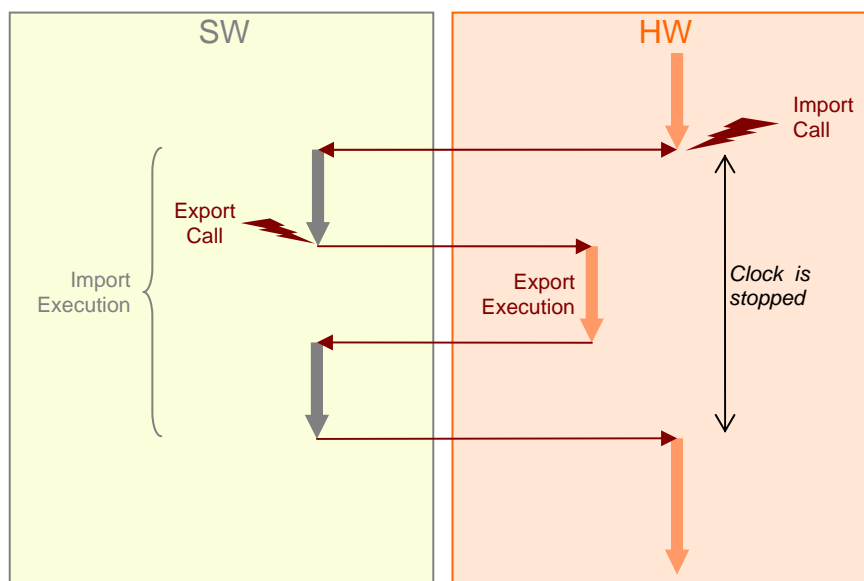 SW
HW
Import
Call
Export
Call
Import
Execution
Export
Execution
Clock is
stopped